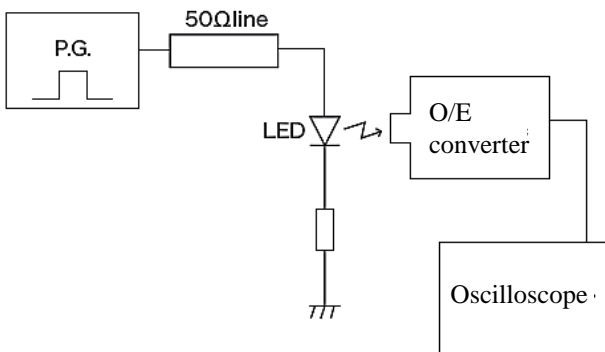 50Ωline
P.G.
LED
O/E
converter
Oscilloscope